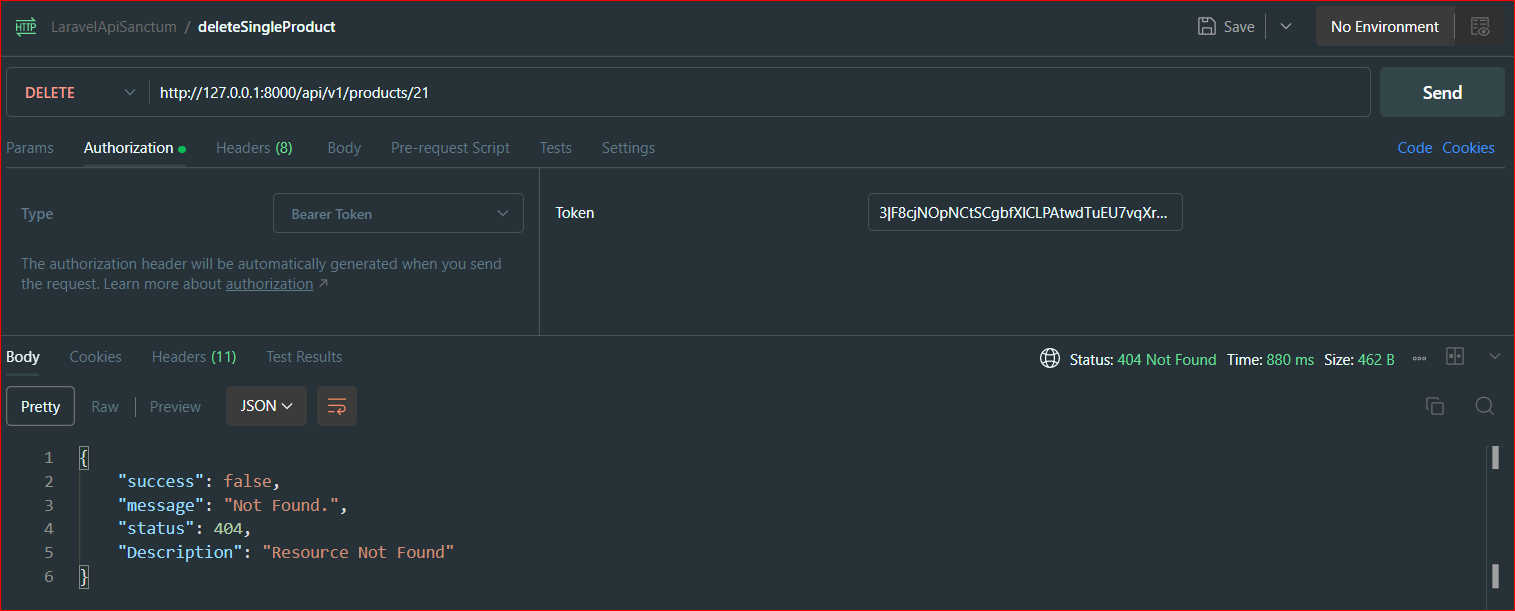 HTTP LaravelApiSanctum / deleteSingleProduct Save No Environment
DELETE http://127.0.0.1:8000/api/v1/products/21 Send
Params Authorization Headers (8) Body Pre-request Script Tests Settings Code Cookies
Type Bearer Token Token 3|F8cjNOpNCtSCgbfXICLPAtwdTuEU7vqXr...
The authorization header will be automatically generated when you send
the request. Learn more about authorization ↗
Body Cookies Headers (11) Test Results Status: 404 Not Found Time: 880 ms Size: 462 B
Pretty Raw Preview JSON
1 {
2 "success": false,
3 "message": "Not Found.",
4 "status": 404,
5 "Description": "Resource Not Found"
6 }